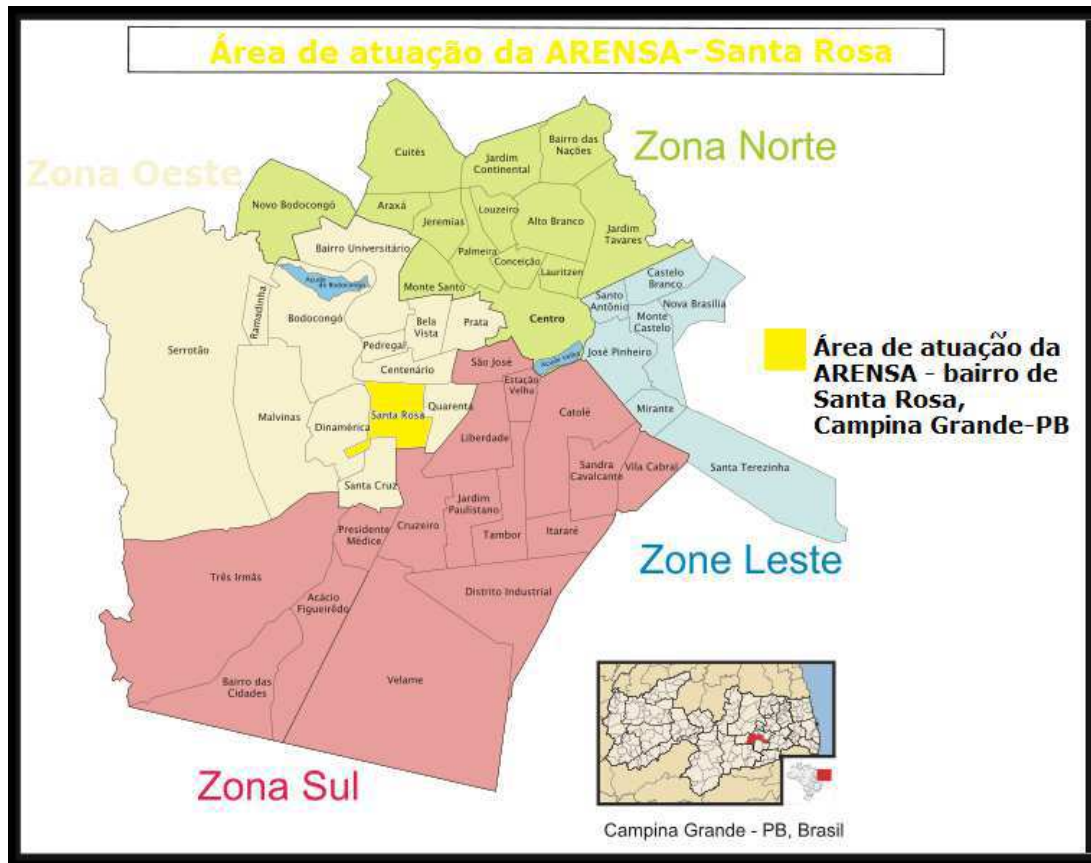 Área de atuação da ARENSA-Santa Rosa
Zona Norte
Zona Oeste
Cuités
Bairro das
Nações
Jardim
Continental
Novo Bodocongó
Araxá
Jeremias
Louzeiro
Alto Branco
Jardim
Tavares
Bairro Universitário
Palmeira
Conceição
Lauritzen
Monte Santo
Centro
Castelo
Branco
Santo
Antônio
Nova Brasília
Monte
Castelo
José Pinheiro
Mirante
Santa Terezinha
Açude
de Bodocongó
Ramadinha
Bodocongó
Bela
Vista
Prata
Pedregal
Serrotão
Centenário
São José
Açude Velho
Estação
Velha
Malvinas
Dinamérica
Santa Rosa
Quarenta
Catolé
Liberdade
Santa Cruz
Sandra
Cavalcante
Vila Cabral
Jardim
Paulistano
Presidente
Médice
Cruzeiro
Tambor
Itararé
Três Irmãs
Acácio
Figueirêdo
Distrito Industrial
Bairro das
Cidades
Velame
Área de atuação da
ARENSA - bairro de
Santa Rosa,
Campina Grande-PB
Zone Leste
Zona Sul
Campina Grande - PB, Brasil